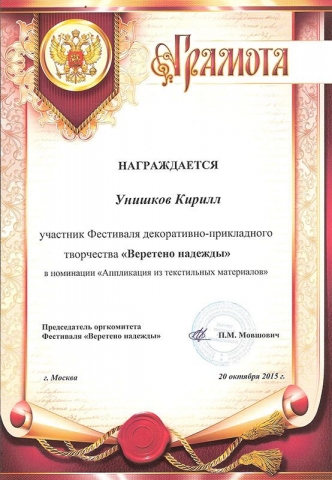 Грамота
НАГРАЖДАЕТСЯ
Унишков Кирилл
участник Фестиваля декоративно-прикладного
творчества «Веретено надежды»
в номинации «Аппликация из текстильных материалов»
Председатель оргкомитета
Фестиваля «Веретено надежды»
П.М. Мовшович
г. Москва
20 октября 2015 г.